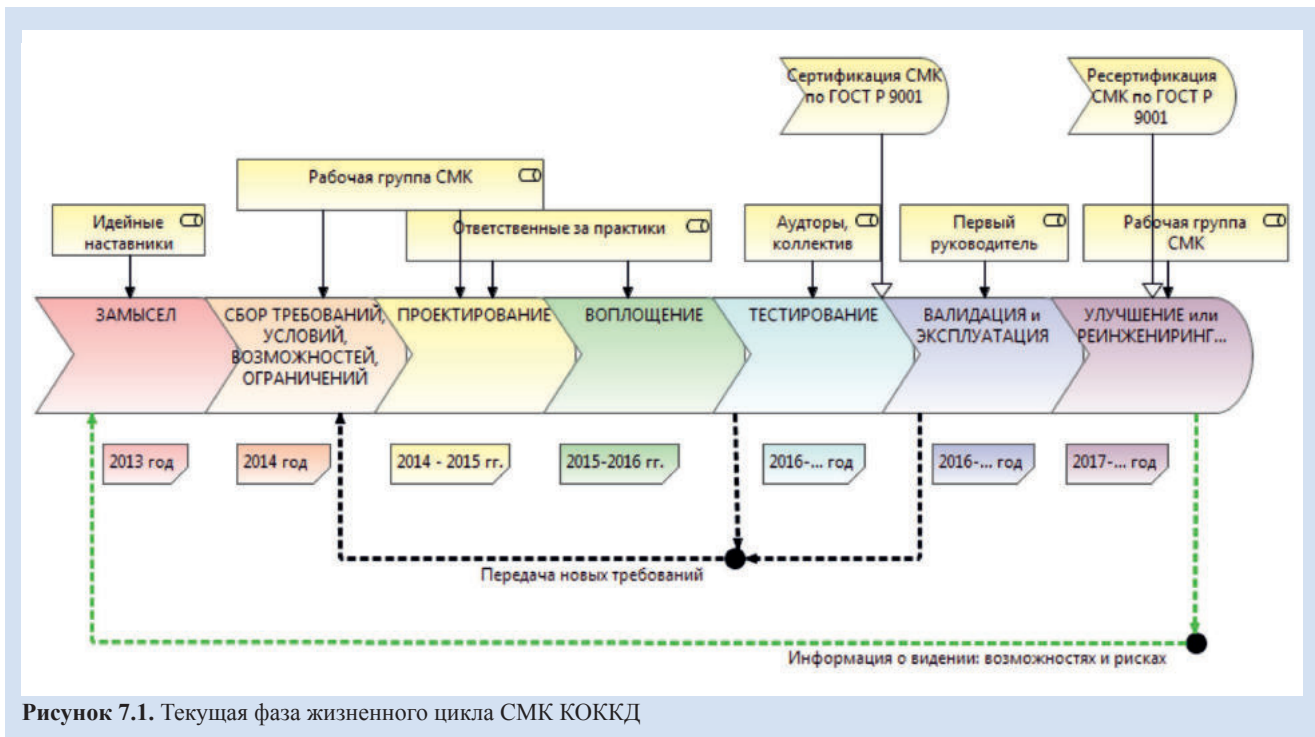 Сертификация СМК
по ГОСТ Р 9001
Ресертификация
СМК по ГОСТ Р
9001
Рабочая группа СМК
Идейные
наставники
Ответственные за практики
Аудторы,
коллектив
Первый
руководитель
Рабочая группа
СМК
ЗАМЫСЕЛ
СБОР ТРЕБОВАНИЙ,
УСЛОВИЙ,
ВОЗМОЖНОСТЕЙ,
ОГРАНИЧЕНИЙ
ПРОЕКТИРОВАНИЕ
ВОПЛОЩЕНИЕ
ТЕСТИРОВАНИЕ
ВАЛИДАЦИЯ и
ЭКСПЛУАТАЦИЯ
УЛУЧШЕНИЕ или
РЕИНЖЕНИРИНГ...
2013 год
2014 год
2014 - 2015 гг.
2015-2016 гг.
2016-... год
2016-... год
2017-... год
Передача новых требований
Информация о видении: возможностях и рисках
Рисунок 7.1. Текущая фаза жизненного цикла СМК КОККД